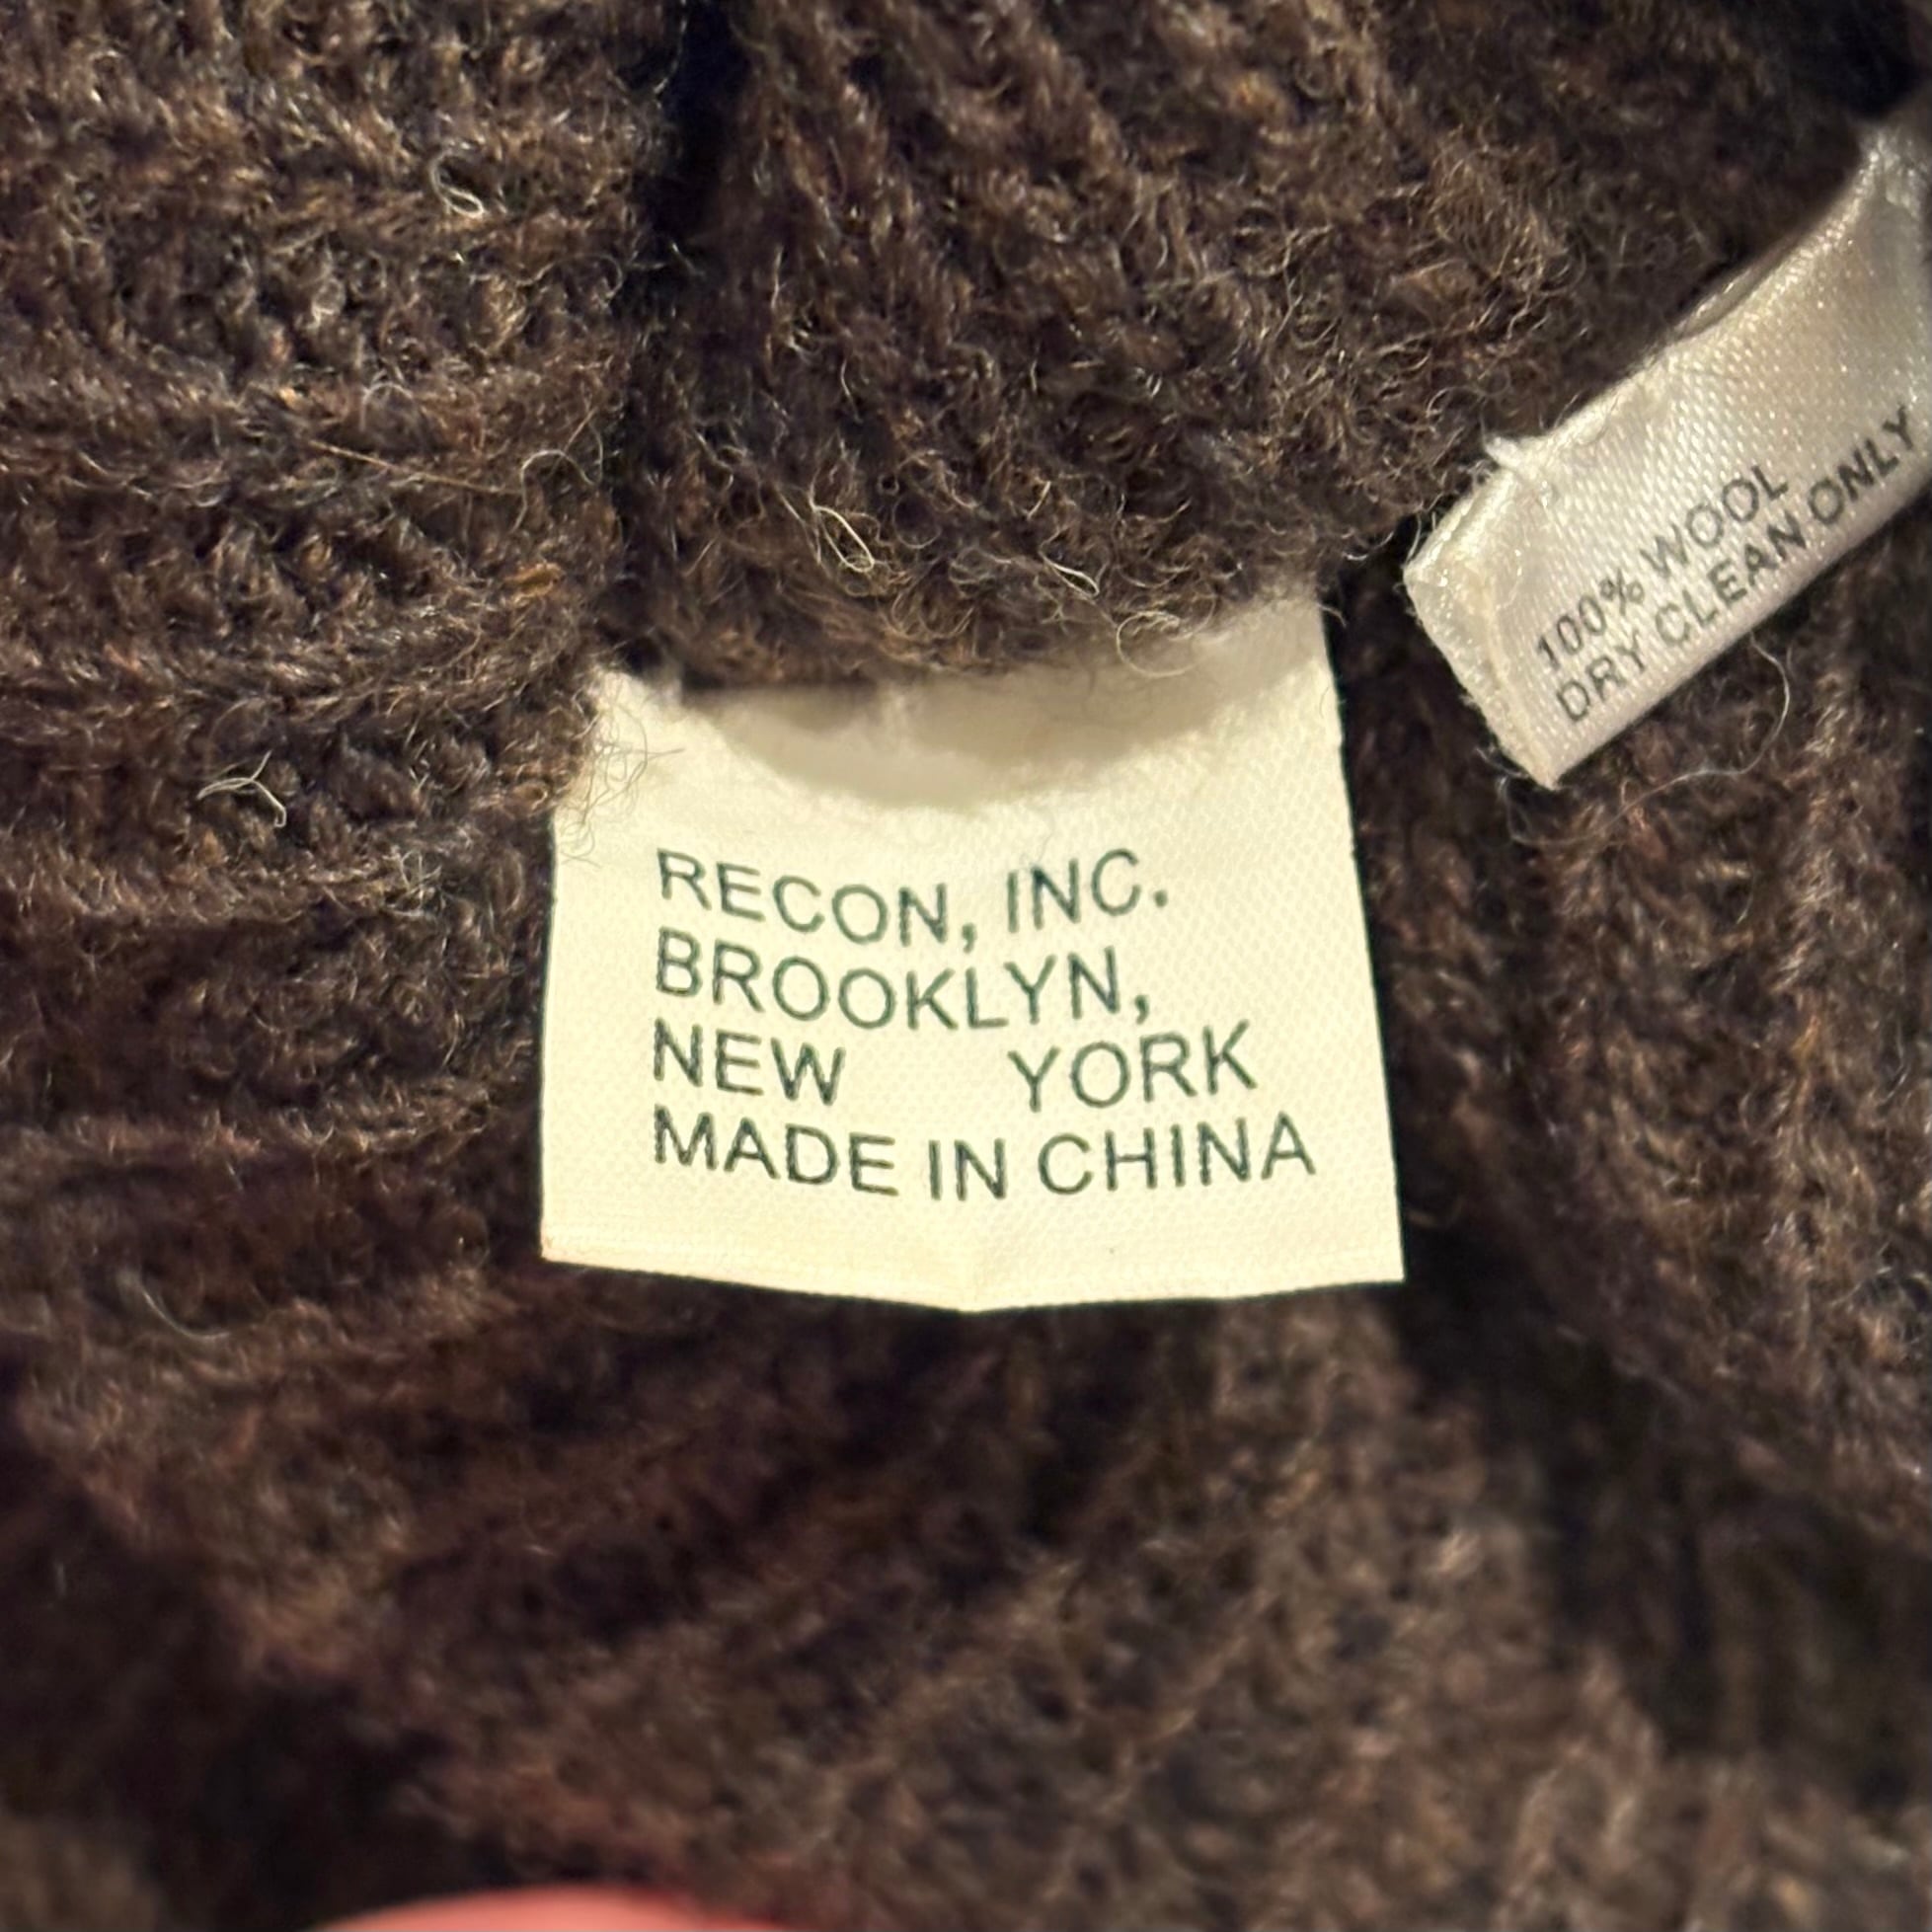 RECON, INC.
BROOKLYN,
NEW YORK
MADE IN CHINA
100% WOOL
DRY CLEAN ONLY